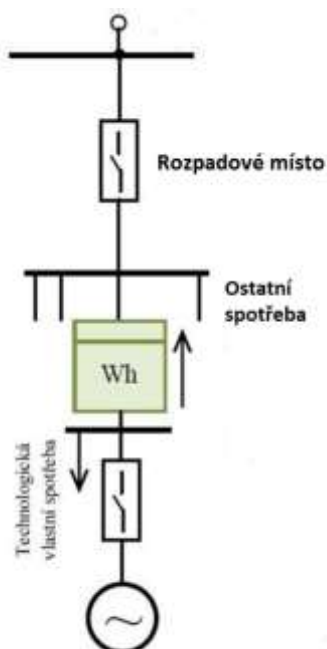 Rozpadové místo
Ostatní
spotřeba
Wh
Technologická
vlastní spotřeba